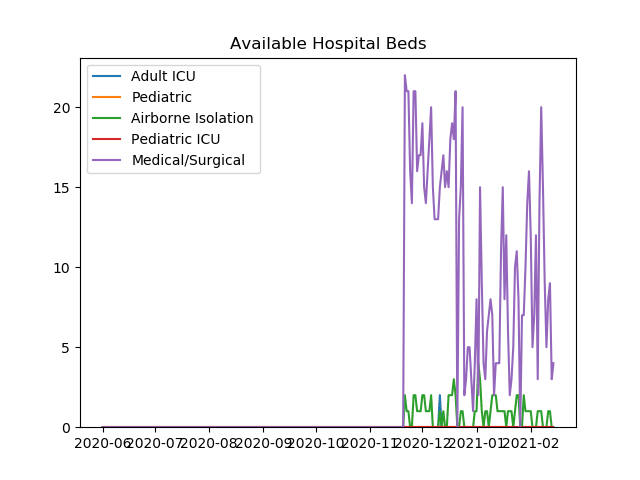 Available Hospital Beds
Adult ICU
Pediatric
Airborne Isolation
Pediatric ICU
Medical/Surgical
20
15
10
5
0
2020-06 2020-07 2020-08 2020-09 2020-10 2020-11 2020-12 2021-01 2021-02